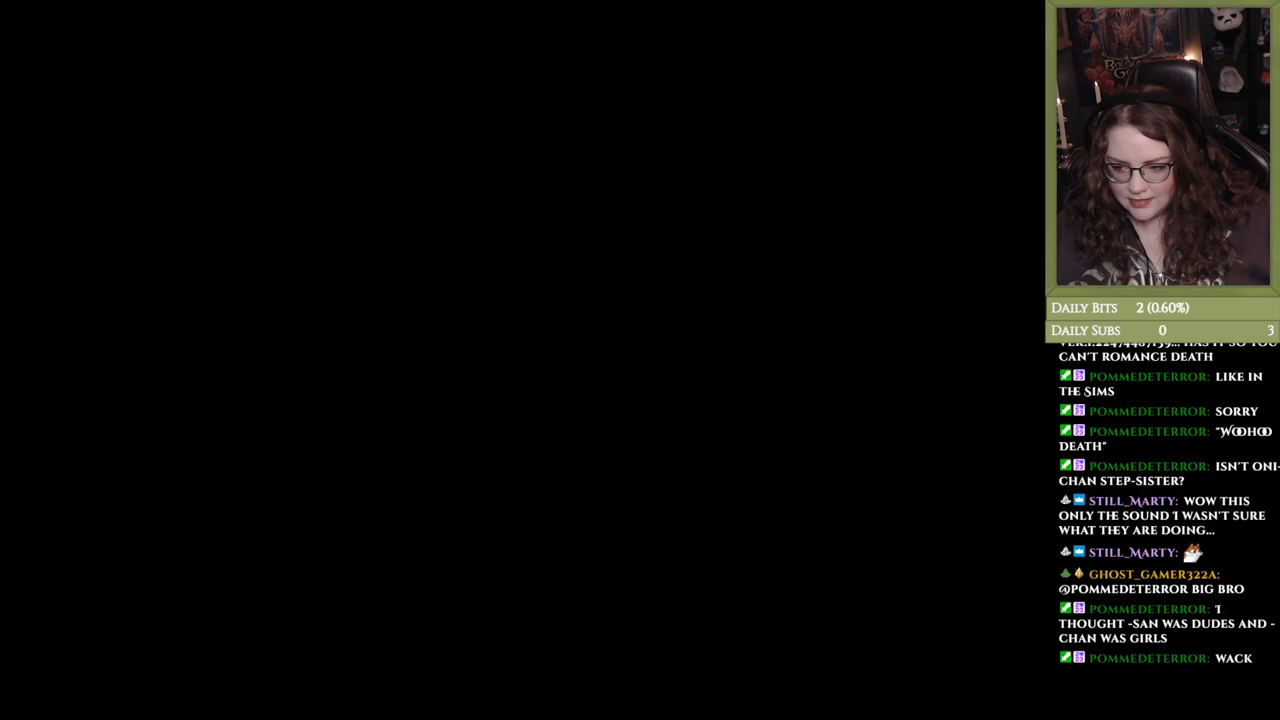 Baldur's
Gate
DAILY BITS 2 (0.60%)
DAILY SUBS 0 3
CAN'T ROMANCE DEATH
POMMEDETERROR: LIKE IN
THE SIMS
POMMEDETERROR: SORRY
POMMEDETERROR: "WOOHOO
DEATH"
POMMEDETERROR: ISN'T ONI-
CHAN STEP-SISTER?
STILL_MARTY: WOW THIS
ONLY THE SOUND I WASN'T SURE
WHAT THEY ARE DOING...
STILL_MARTY:
GHOST_GAMER322A:
@POMMEDETERROR BIG BRO
POMMEDETERROR: I
THOUGHT -SAN WAS DUDES AND -
CHAN WAS GIRLS
POMMEDETERROR: WACK